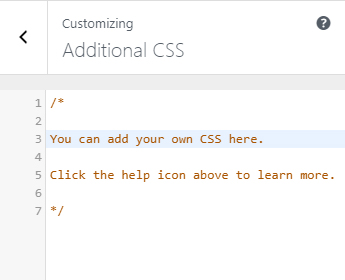 Customizing
Additional CSS
1 /*
2
3 You can add your own CSS here.
4
5 Click the help icon above to learn more.
6
7 */